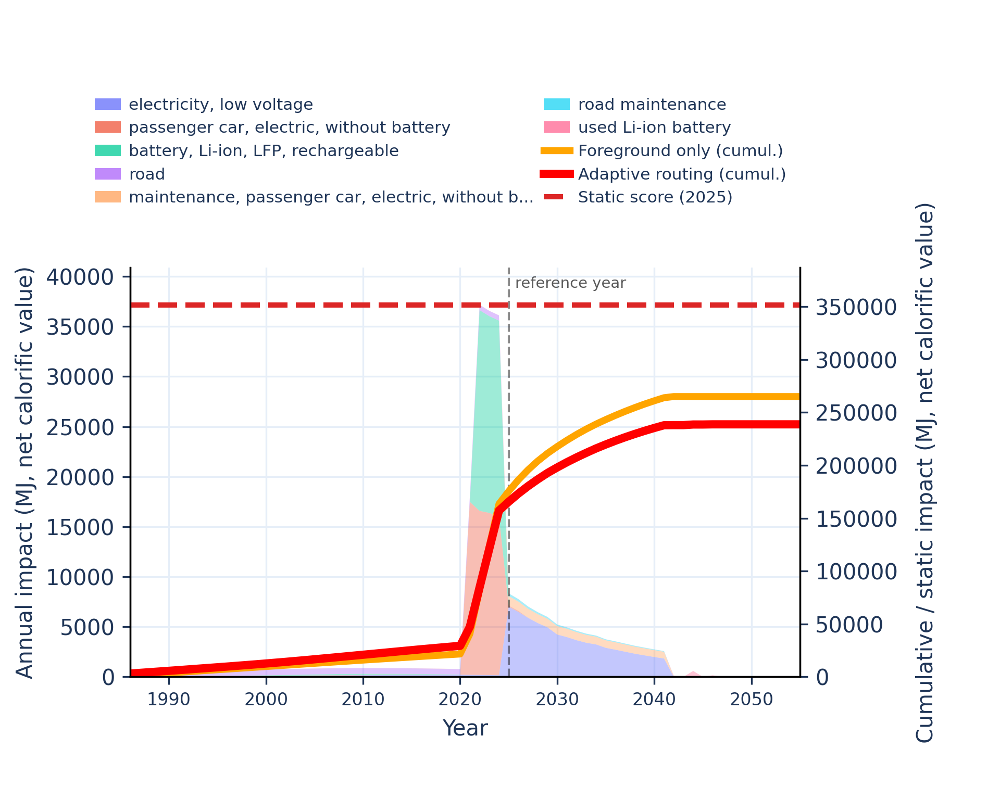 electricity, low voltage
passenger car, electric, without battery
battery, Li-ion, LFP, rechargeable
road
maintenance, passenger car, electric, without b...
road maintenance
used Li-ion battery
Foreground only (cumul.)
Adaptive routing (cumul.)
Static score (2025)
reference year
Annual impact (MJ, net calorific value)
40000
35000
30000
25000
20000
15000
10000
5000
0
350000
300000
250000
200000
150000
100000
50000
0
Cumulative / static impact (MJ, net calorific value)
1990
2000
2010
2020
2030
2040
2050
Year